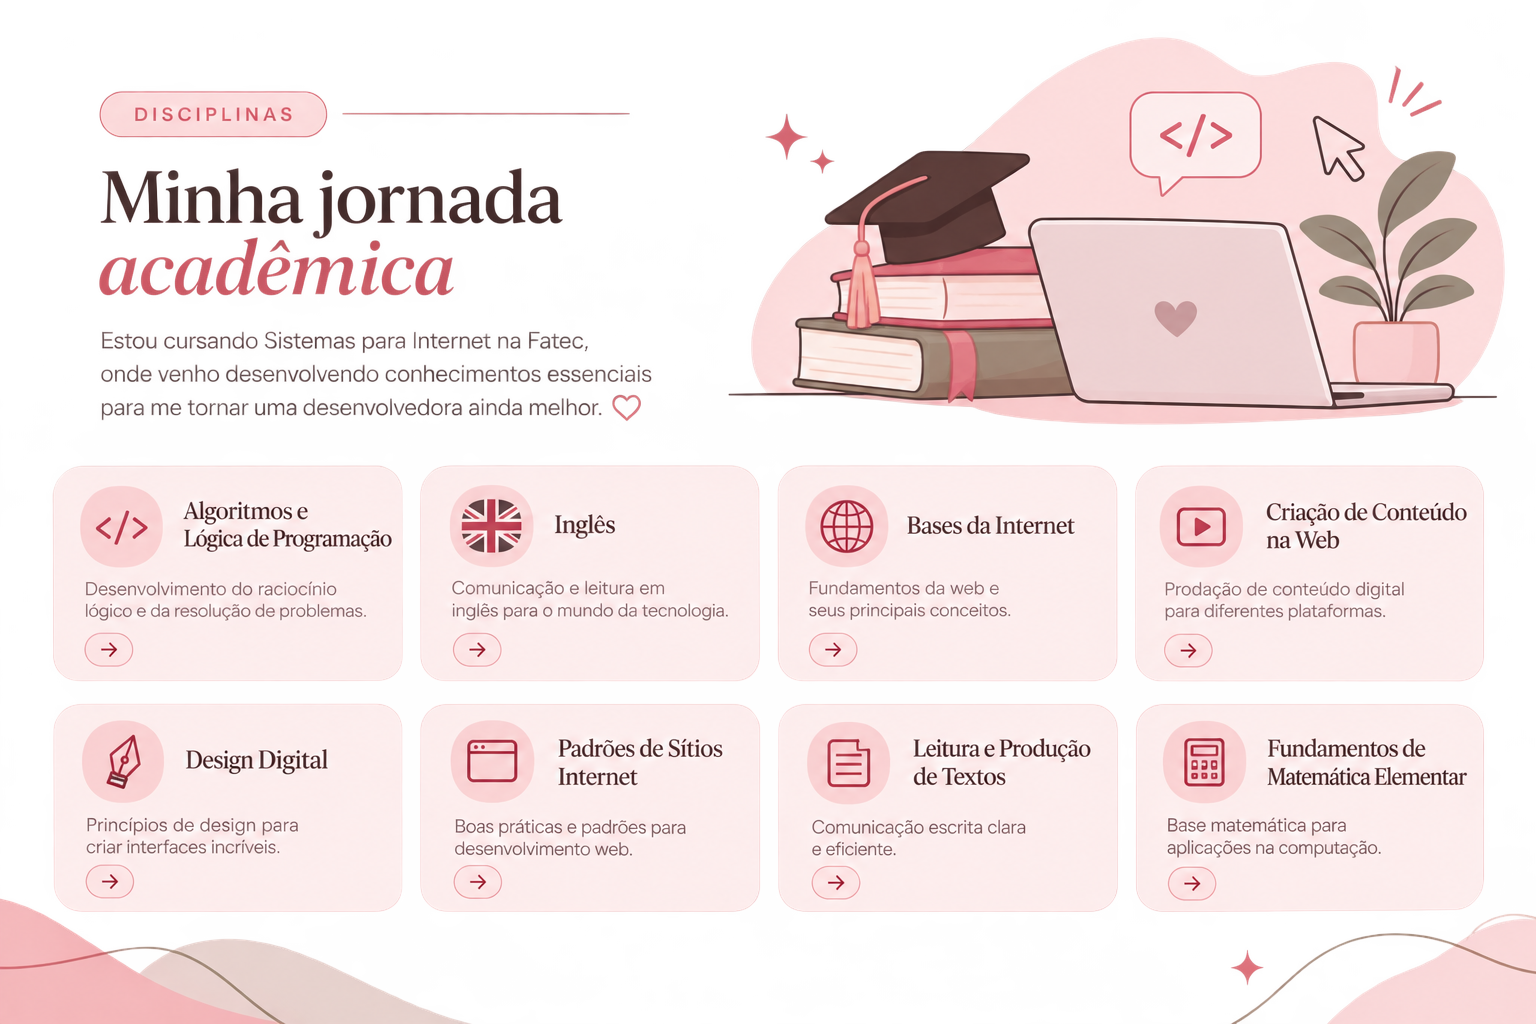 DISCIPLINAS
Minha jornada
acadêmica
Estou cursando Sistemas para Internet na Fatec,
onde venho desenvolvendo conhecimentos essenciais
para me tornar uma desenvolvedora ainda melhor.
</>
</>
Algoritmos e
Lógica de Programação
Desenvolvimento do raciocínio
lógico e da resolução de problemas.
Inglês
Comunicação e leitura em
inglês para o mundo da tecnologia.
Bases da Internet
Fundamentos da web e
seus principais conceitos.
Criação de Conteúdo
na Web
Prodação de conteúdo digital
para diferentes plataformas.
Design Digital
Princípios de design para
criar interfaces incríveis.
Padrões de Sítios
Internet
Boas práticas e padrões para
desenvolvimento web.
Leitura e Produção
de Textos
Comunicação escrita clara
e eficiente.
Fundamentos de
Matemática Elementar
Base matemática para
aplicações na computação.